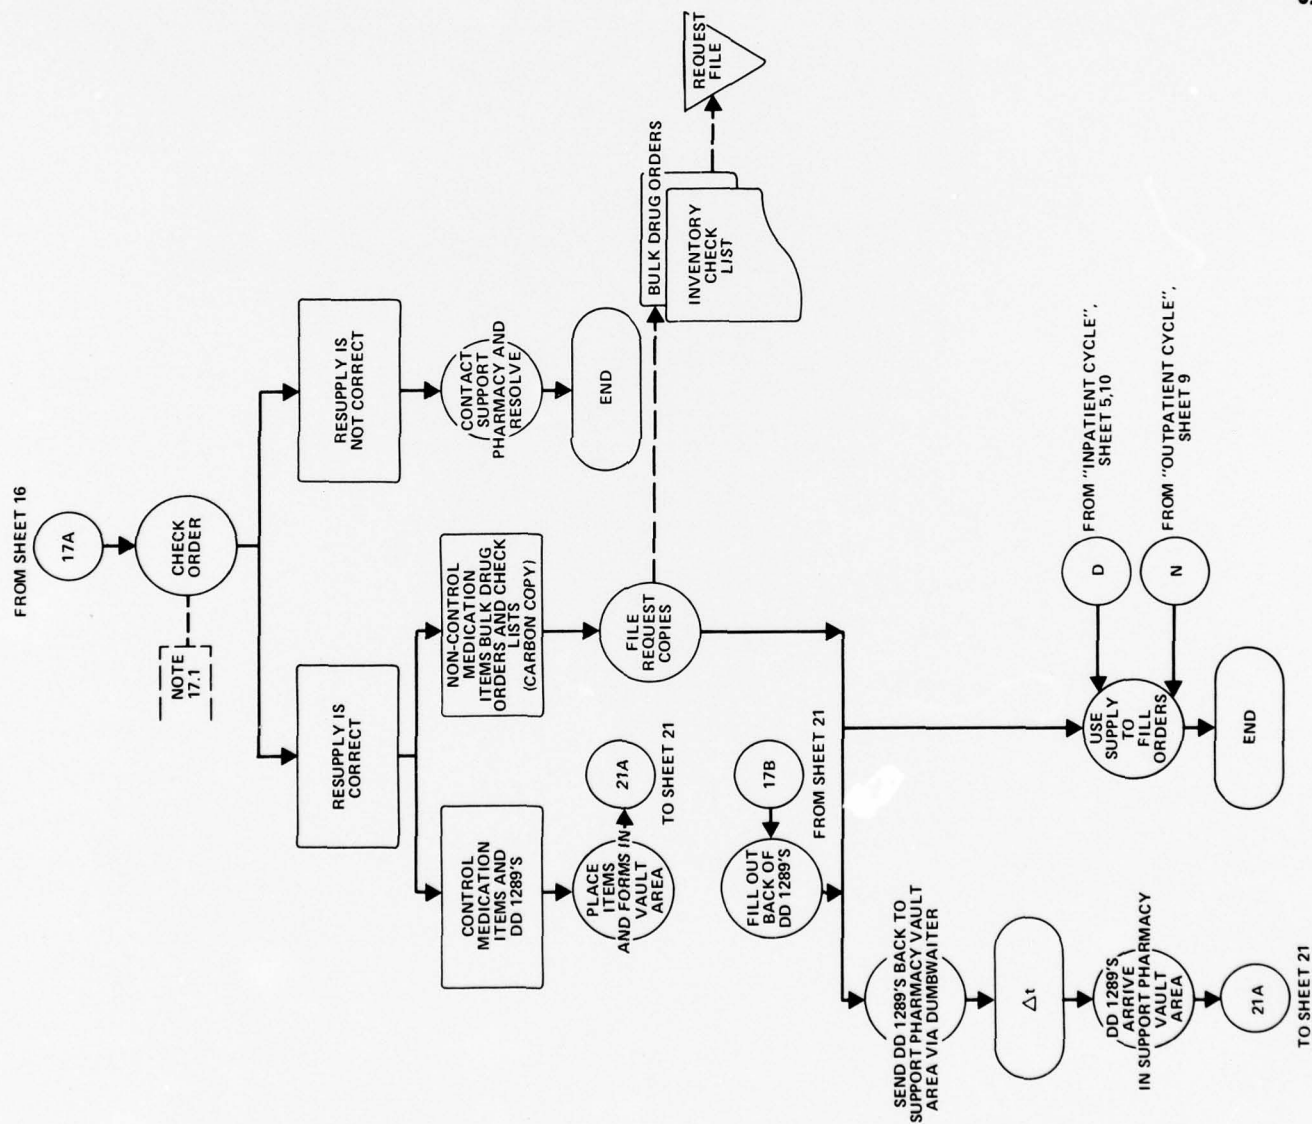 FROM SHEET 16
17A
CHECK
ORDER
NOTE
17.1
RESUPPLY IS
NOT CORRECT
CONTACT
SUPPORT
PHARMACY AND
RESOLVE
END
RESUPPLY IS
CORRECT
NON-CONTROL
MEDICATION
ITEMS BULK DRUG
ORDERS AND CHECK
LISTS
(CARBON COPY)
FILE
REQUEST
COPIES
BULK DRUG ORDERS
INVENTORY
CHECK
LIST
REQUEST
FILE
CONTROL
MEDICATION
ITEMS AND
DD 1289'S
PLACE
ITEMS
AND FORMS IN
VAULT
AREA
21A
TO SHEET 21
17B
FROM SHEET 21
FILL OUT
BACK OF
DD 1289'S
SEND DD 1289'S BACK TO
SUPPORT PHARMACY VAULT
AREA VIA DUMBWAITER
Δt
DD 1289'S
ARRIVE
IN SUPPORT PHARMACY
VAULT
AREA
21A
TO SHEET 21
D
FROM "INPATIENT CYCLE",
SHEET 5,10
N
FROM "OUTPATIENT CYCLE",
SHEET 9
USE
SUPPLY
TO
FILL
ORDERS
END